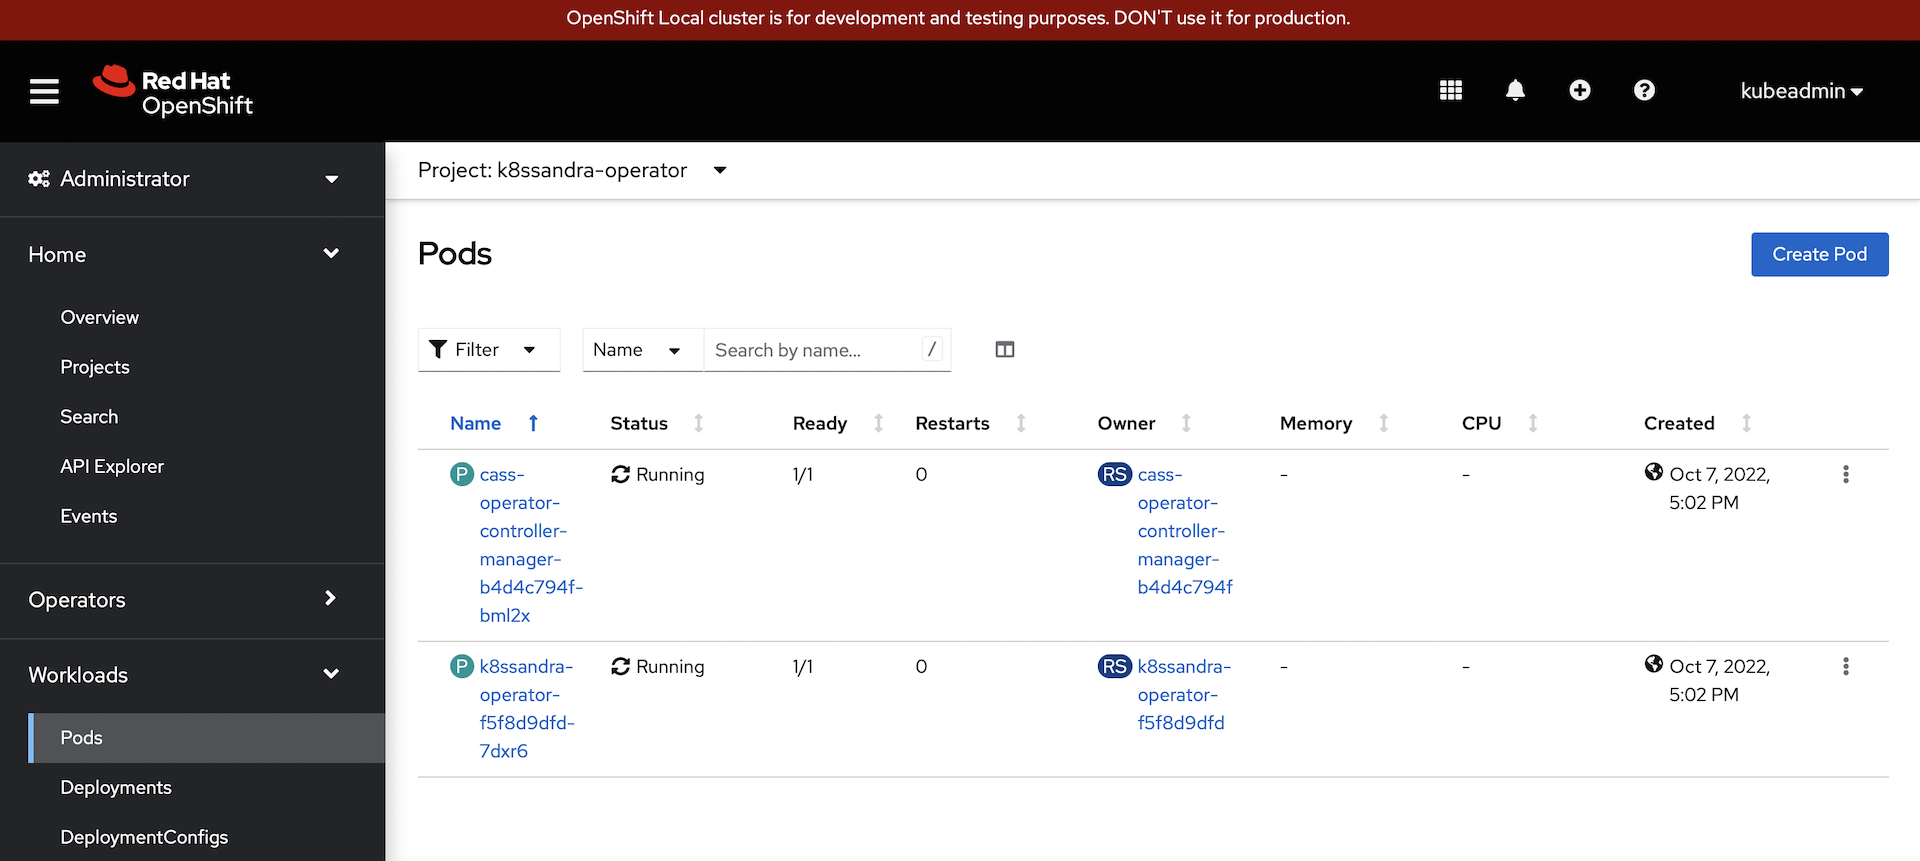 OpenShift Local cluster is for development and testing purposes. DON'T use it for production.
Red Hat
OpenShift
kubeadmin
Administrator
Home
Overview
Projects
Search
API Explorer
Events
Operators
Workloads
Pods
Deployments
DeploymentConfigs
Project: k8ssandra-operator
Pods
Create Pod
Filter
Name
Search by name...
/
Name Status Ready Restarts Owner Memory CPU Created
P cass- Running 1/1 0 RS cass- - - Oct 7, 2022,
operator- operator- 5:02 PM
controller- controller-
manager- manager-
b4d4c794f- b4d4c794f
bml2x
P k8ssandra- Running 1/1 0 RS k8ssandra- - - Oct 7, 2022,
operator- operator- 5:02 PM
f5f8d9dfd- f5f8d9dfd
7dxr6